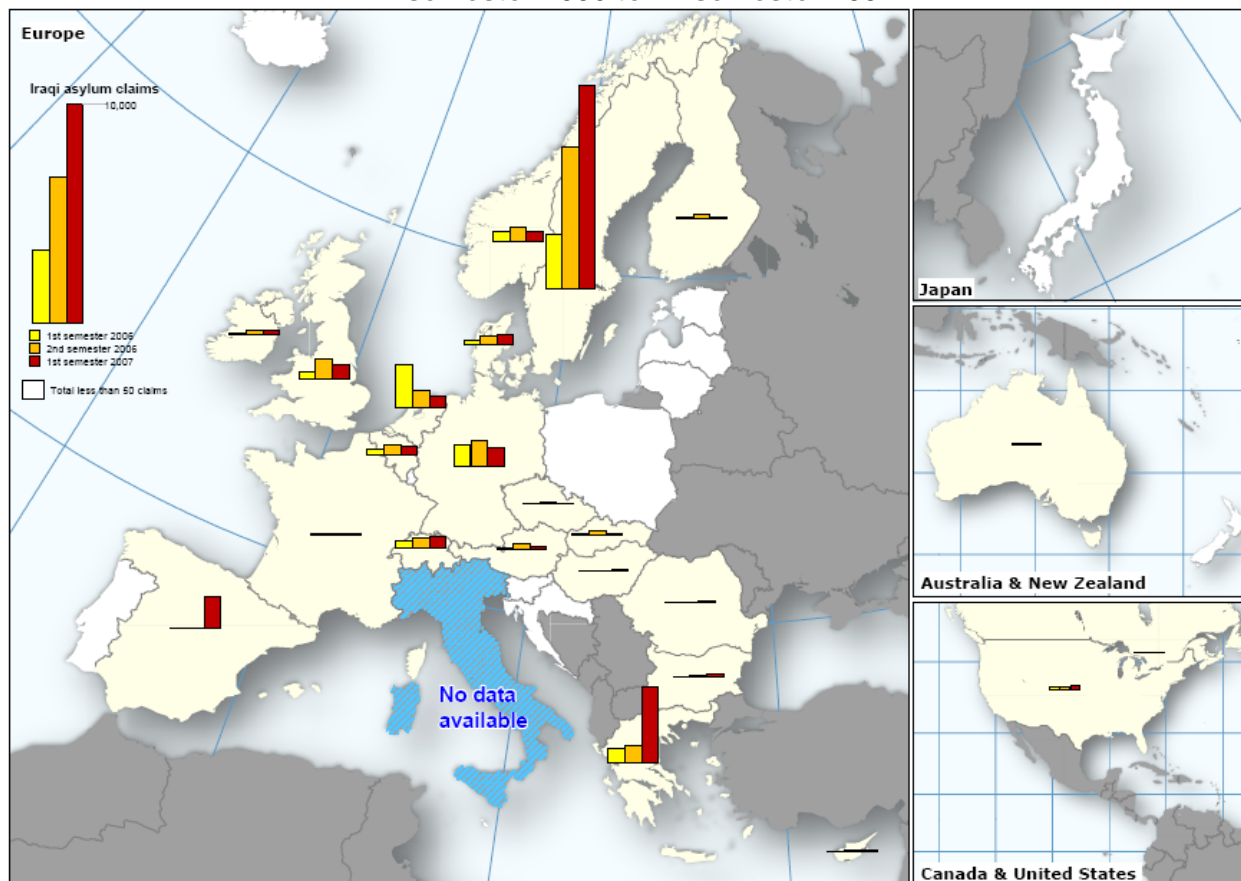 Europe
Iraqi asylum claims
10,000
1st semester 2006
2nd semester 2006
1st semester 2007
Total less than 50 claims
No data
available
Japan
Australia & New Zealand
Canada & United States